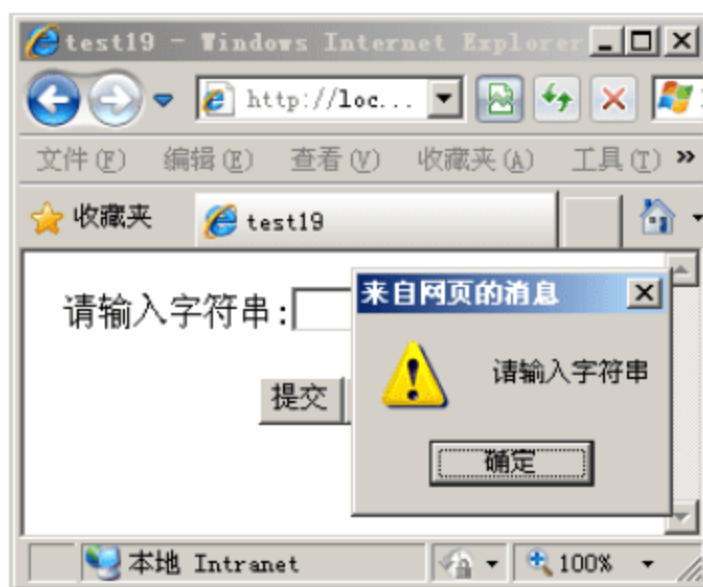 test19 - Windows Internet Explorer
http://loc...
文件(F) 编辑(E) 查看(V) 收藏夹(A) 工具(T) »
收藏夹 test19
来自网页的消息
请输入字符串:
请输入字符串
提交
确定
本地 Intranet 100%